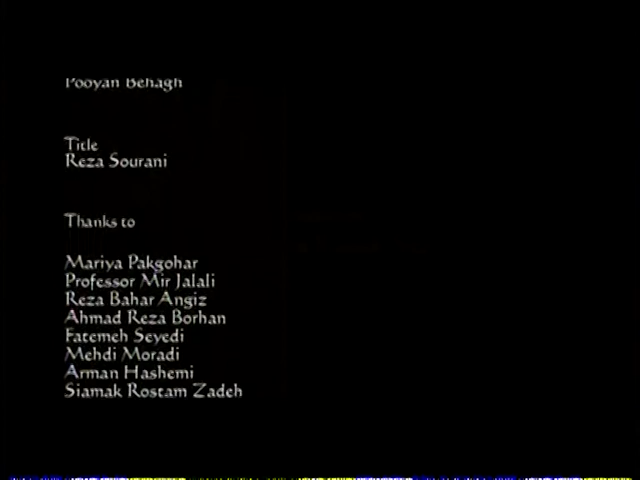 Pooyan Behagh
Title
Reza Sourani
Thanks to
Mariya Pakgohar
Professor Mir Jalali
Reza Bahar Angiz
Ahmad Reza Borhan
Fatemeh Seyedi
Mehdi Moradi
Arman Hashemi
Siamak Rostam Zadeh